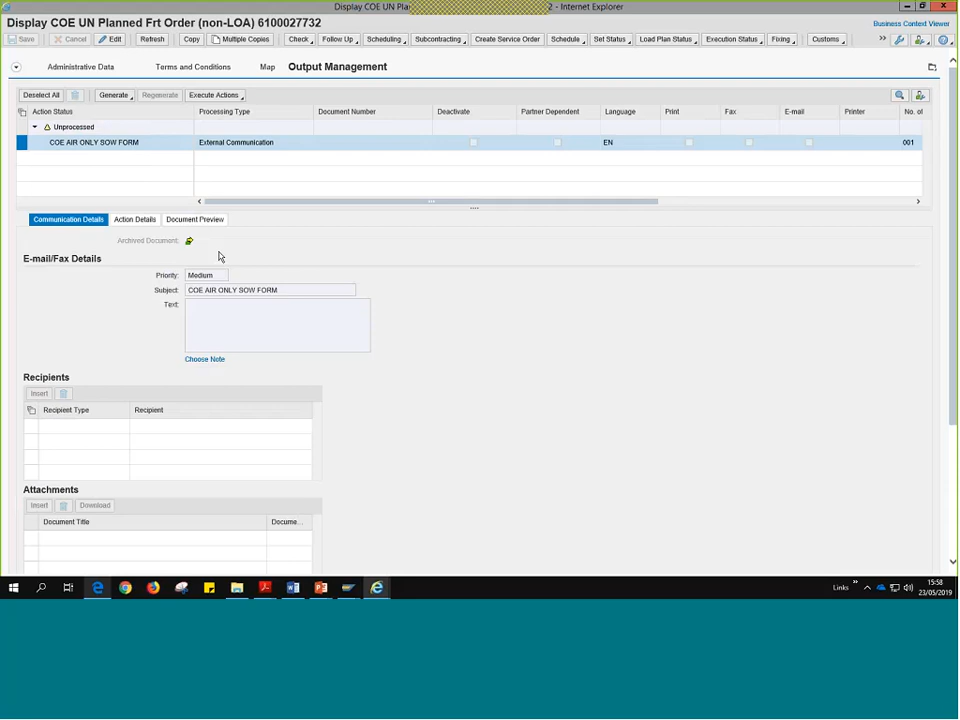 Display COE UN Pla
2 - Internet Explorer
Display COE UN Planned Frt Order (non-LOA) 6100027732
Business Context Viewer
Save Cancel Edit Refresh Copy Multiple Copies Check Follow Up Scheduling Subcontracting Create Service Order Schedule Set Status Load Plan Status Execution Status Fixing Customs
Administrative Data Terms and Conditions Map Output Management
Deselect All Generate Regenerate Execute Actions
Action Status Processing Type Document Number Deactivate Partner Dependent Language Print Fax E-mail Printer No. of
Unprocessed
COE AIR ONLY SOW FORM External Communication EN 001
Communication Details Action Details Document Preview
Archived Document:
E-mail/Fax Details
Priority: Medium
Subject: COE AIR ONLY SOW FORM
Text:
Choose Note
Recipients
Insert
Recipient Type Recipient
Attachments
Insert Download
Document Title Docume...
Links 15:58
23/05/2019